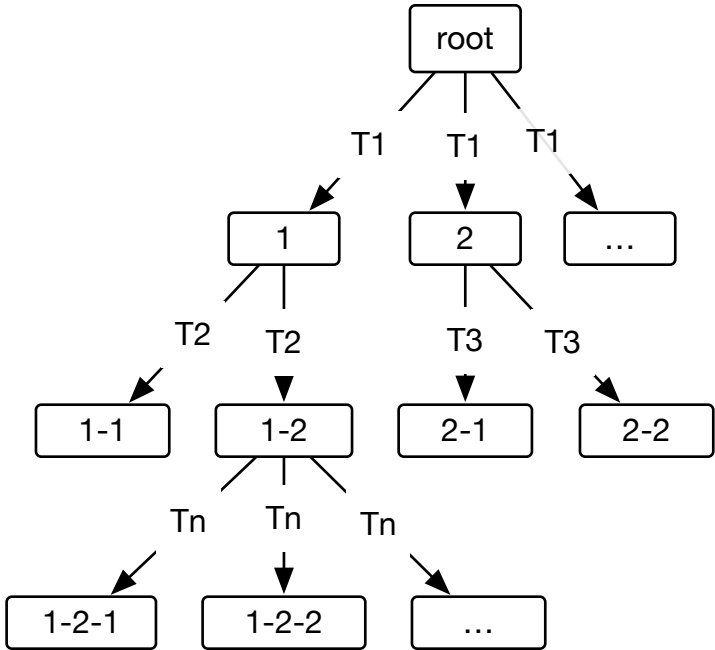 root
T1 T1 T1
1 2 ...
T2 T2 T3 T3
1-1 1-2 2-1 2-2
Tn Tn Tn
1-2-1 1-2-2 ...